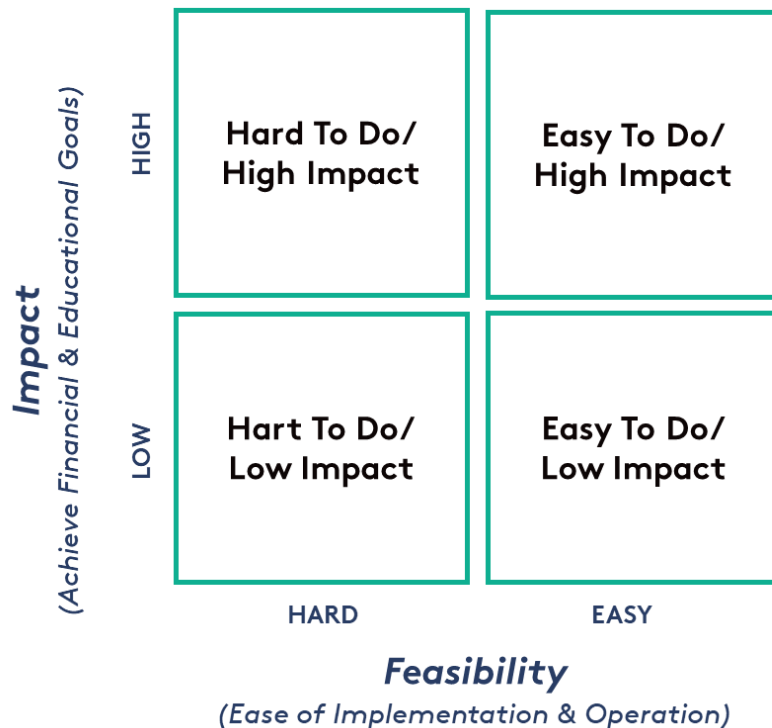 Impact
(Achieve Financial & Educational Goals)
HIGH
Hard To Do/
High Impact
Easy To Do/
High Impact
LOW
Hart To Do/
Low Impact
Easy To Do/
Low Impact
HARD
EASY
Feasibility
(Ease of Implementation & Operation)